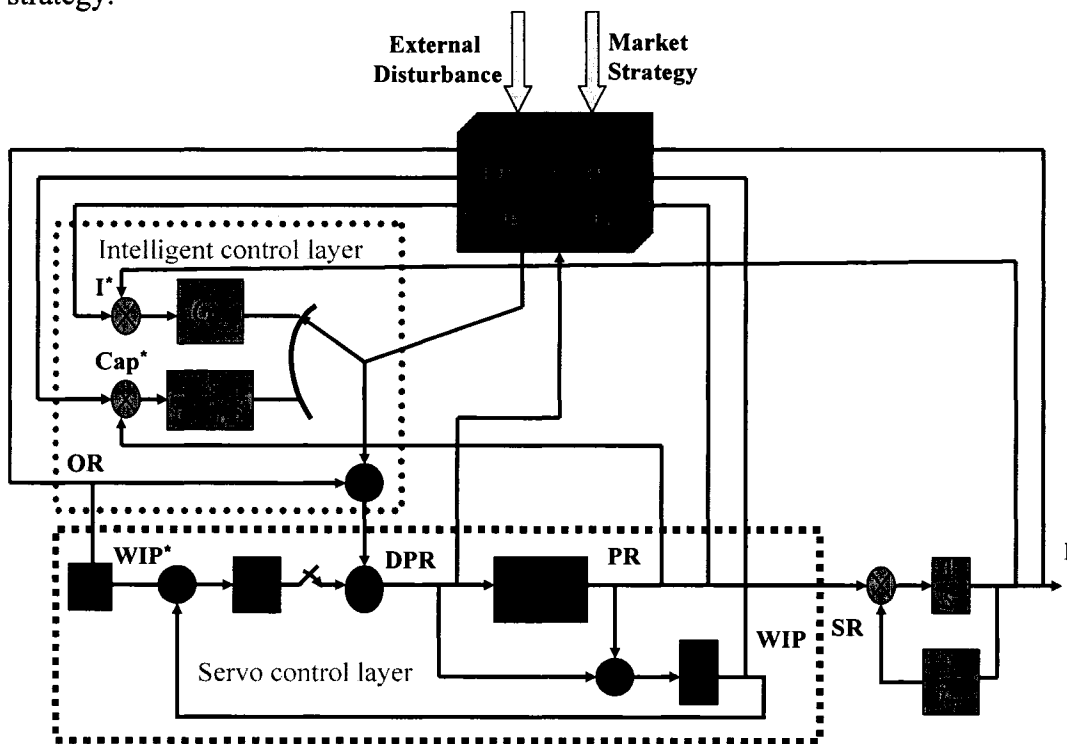 strategy.
External
Disturbance
Market
Strategy
Intelligent control layer
I*
Cap*
OR
WIP*
DPR
PR
I
SR
WIP
Servo control layer